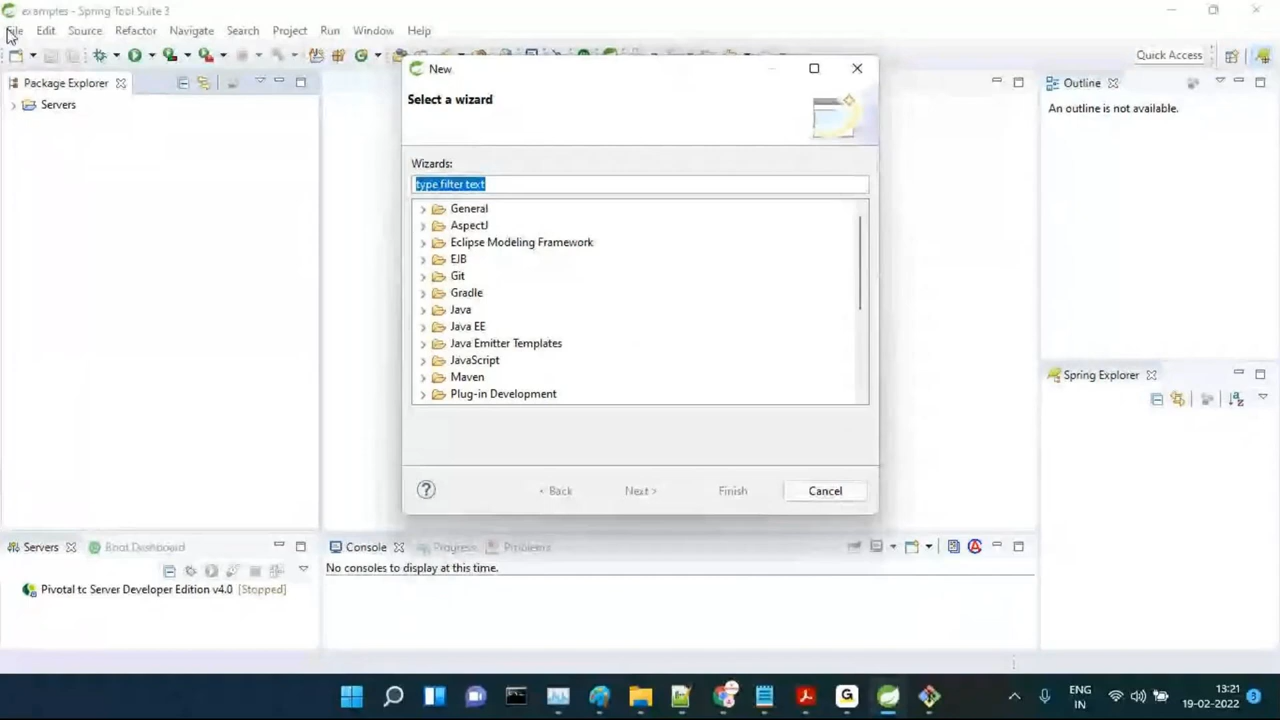 examples - Spring Tool Suite 3
File Edit Source Refactor Navigate Search Project Run Window Help
Quick Access
Package Explorer
Servers
New
Select a wizard
Wizards:
type filter text
General
AspectJ
Eclipse Modeling Framework
EJB
Git
Gradle
Java
Java EE
Java Emitter Templates
JavaScript
Maven
Plug-in Development
< Back Next > Finish Cancel
Outline
An outline is not available.
Spring Explorer
Servers Boot Dashboard
Pivotal tc Server Developer Edition v4.0 [Stopped]
Console Progress Problems
No consoles to display at this time.
ENG
IN
13:21
19-02-2022
3